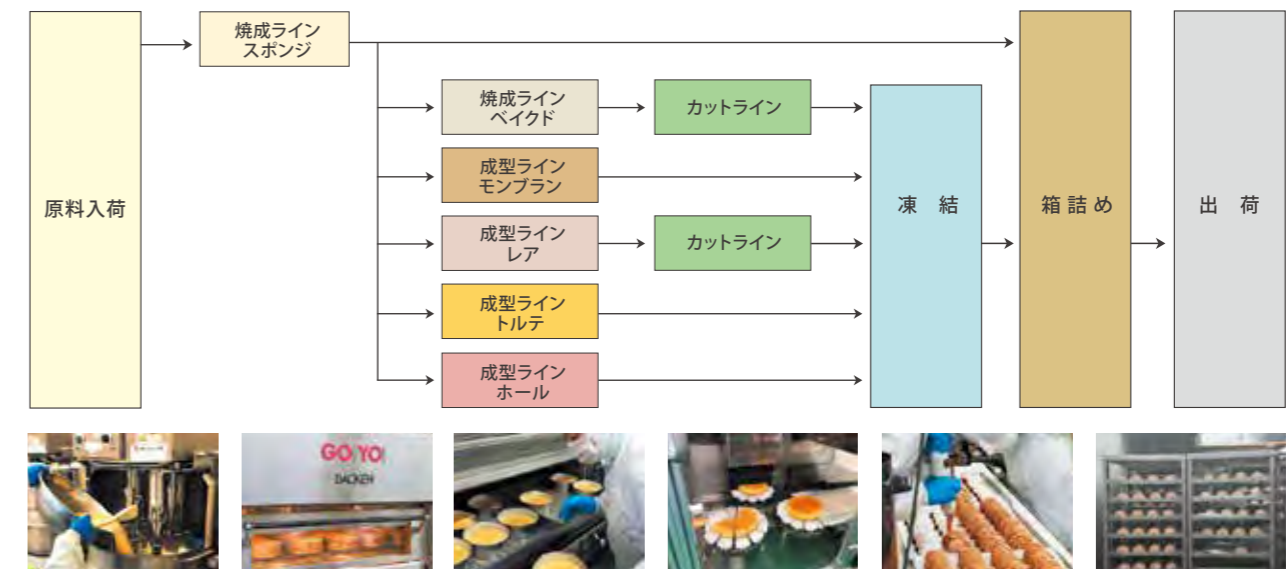 原料入荷
焼成ライン
スポンジ
焼成ライン
ベイクド
カットライン
成型ライン
モンブラン
成型ライン
レア
カットライン
成型ライン
トルテ
成型ライン
ホール
凍 結
箱詰め
出 荷
GO YO
BACKEN